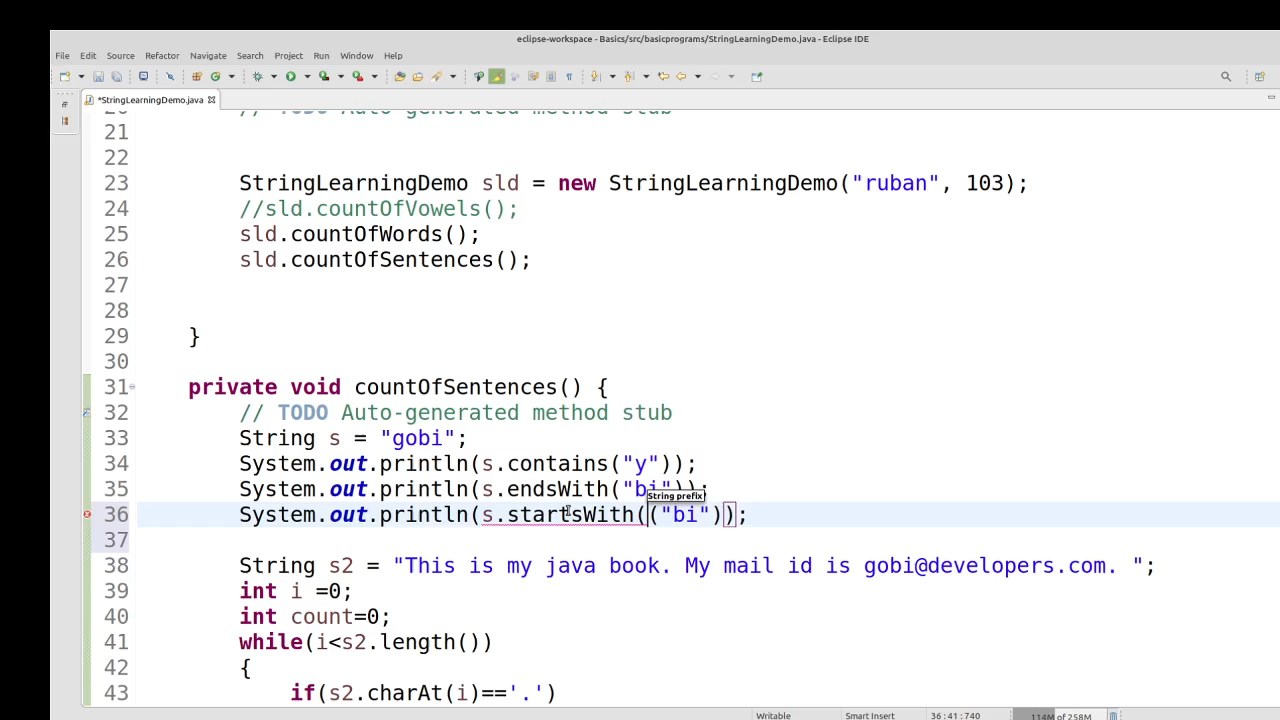 eclipse-workspace - Basics/src/basicprograms/StringLearningDemo.java - Eclipse IDE
File Edit Source Refactor Navigate Search Project Run Window Help
*StringLearningDemo.java
20 // TODO Auto-generated method stub
21
22
23 StringLearningDemo sld = new StringLearningDemo("ruban", 103);
24 //sld.countOfVowels();
25 sld.countOfWords();
26 sld.countOfSentences();
27
28
29 }
30
31 private void countOfSentences() {
32 // TODO Auto-generated method stub
33 String s = "gobi";
34 System.out.println(s.contains("y"));
35 System.out.println(s.endsWith("bi"));
String prefix
36 System.out.println(s.startsWith(("bi"));
37
38 String s2 = "This is my java book. My mail id is gobi@developers.com. ";
39 int i =0;
40 int count=0;
41 while(i<s2.length())
42 {
43 if(s2.charAt(i)=='.')
Writable Smart Insert 36:41:740 114M of 258M